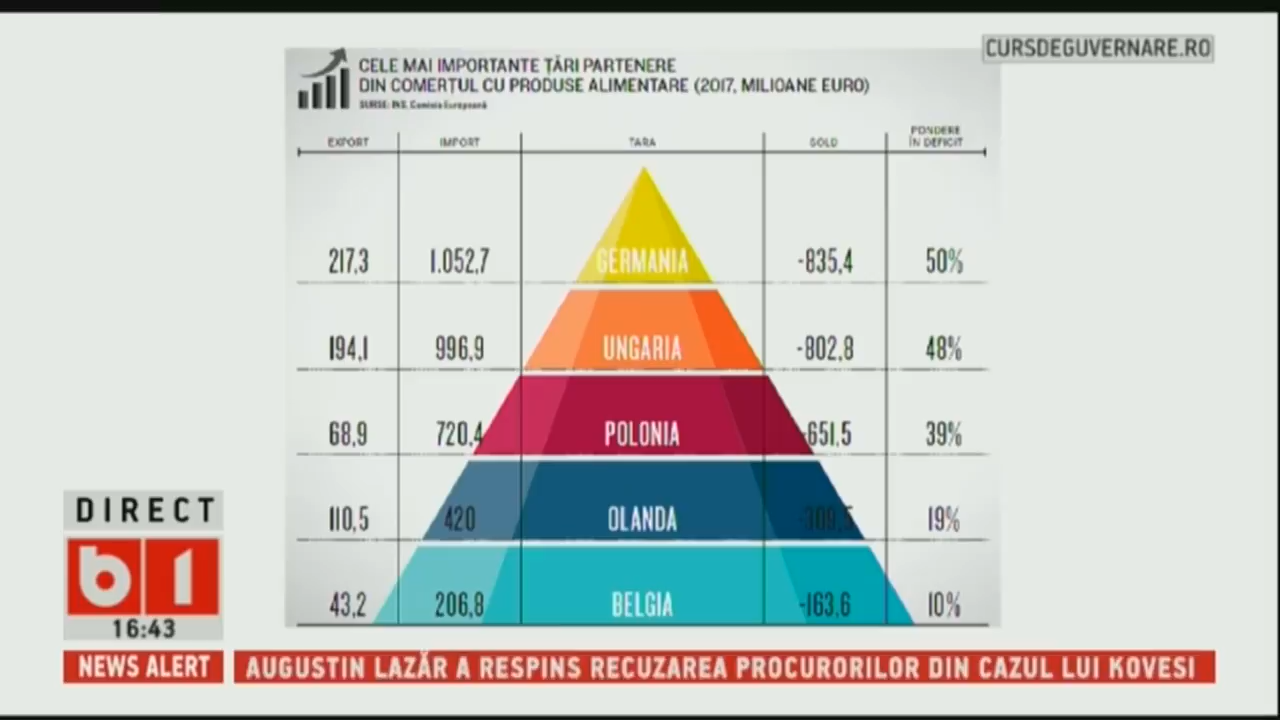 CURSDEGUVERNARE.RO
CELE MAI IMPORTANTE ȚĂRI PARTENERE
DIN COMERȚUL CU PRODUSE ALIMENTARE (2017, MILIOANE EURO)
SURSE: INS, Comisia Europeană
EXPORT IMPORT TARA SOLD PONDERE ÎN DEFICIT
217,3 1.052,7 GERMANIA -835,4 50%
194,1 996,9 UNGARIA -802,8 48%
68,9 720,4 POLONIA -651,5 39%
110,5 420 OLANDA -309,5 19%
43,2 206,8 BELGIA -163,6 10%
DIRECT
b1
16:43
NEWS ALERT AUGUSTIN LAZĂR A RESPINS RECUZAREA PROCURORILOR DIN CAZUL LUI KOVESI